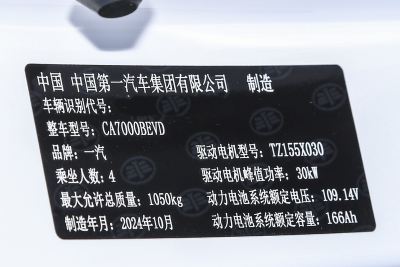 中国 中国第一汽车集团有限公司 制造
车辆识别代号:
整车型号: CA7000BEVD
品牌: 一汽 驱动电机型号: TZ155X030
乘坐人数: 4 驱动电机峰值功率: 30kW
最大允许总质量: 1050kg 动力电池系统额定电压: 109.14V
制造年月: 2024年10月 动力电池系统额定容量: 166Ah